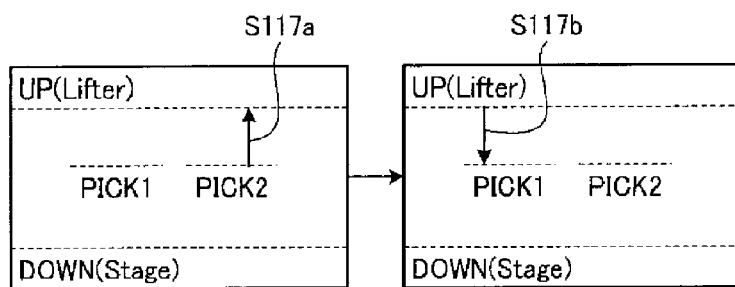 S117a S117b
UP(Lifter) UP(Lifter)
PICK1 PICK2 PICK1 PICK2
DOWN(Stage) DOWN(Stage)